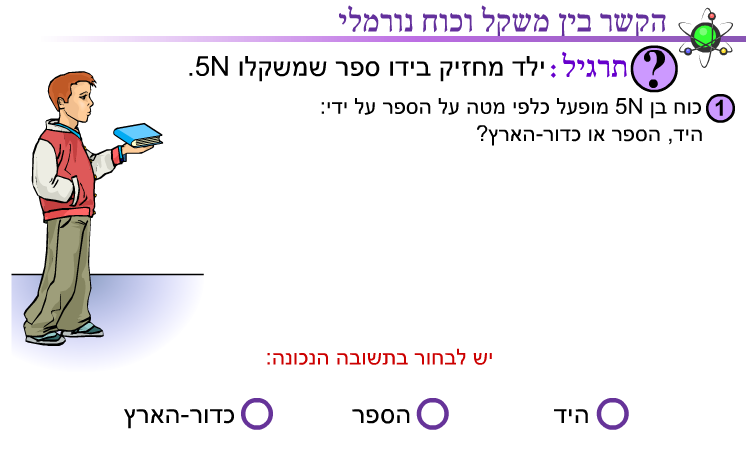 הקשר בין משקל וכוח נורמלי
? תרגיל: ילד מחזיק בידו ספר שמשקלו 5N.
1 כוח בן 5N מופעל כלפי מטה על הספר על ידי:
היד, הספר או כדור-הארץ?
יש לבחור בתשובה הנכונה:
היד הספר כדור-הארץ